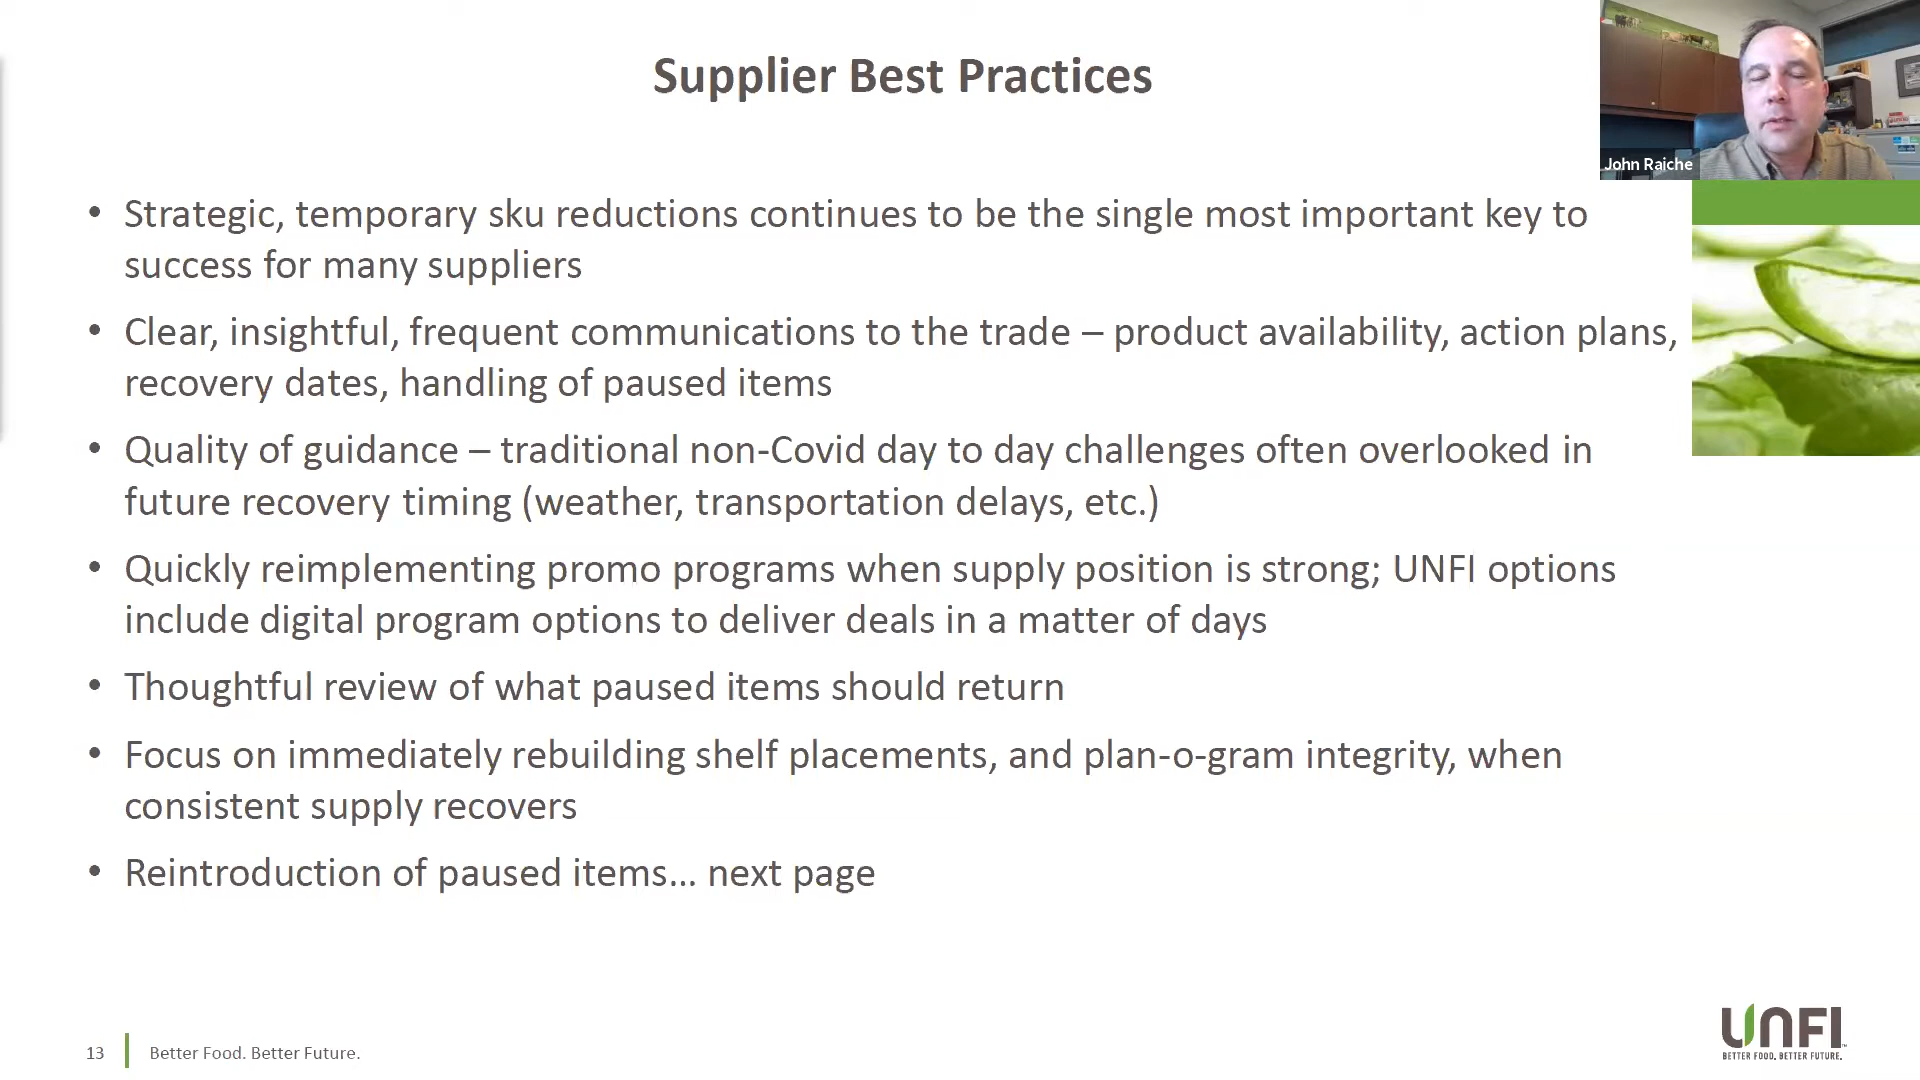 Supplier Best Practices
John Raiche
• Strategic, temporary sku reductions continues to be the single most important key to
success for many suppliers
• Clear, insightful, frequent communications to the trade – product availability, action plans,
recovery dates, handling of paused items
• Quality of guidance – traditional non-Covid day to day challenges often overlooked in
future recovery timing (weather, transportation delays, etc.)
• Quickly reimplementing promo programs when supply position is strong; UNFI options
include digital program options to deliver deals in a matter of days
• Thoughtful review of what paused items should return
• Focus on immediately rebuilding shelf placements, and plan-o-gram integrity, when
consistent supply recovers
• Reintroduction of paused items... next page
13
Better Food. Better Future.
UNFI™
BETTER FOOD. BETTER FUTURE.